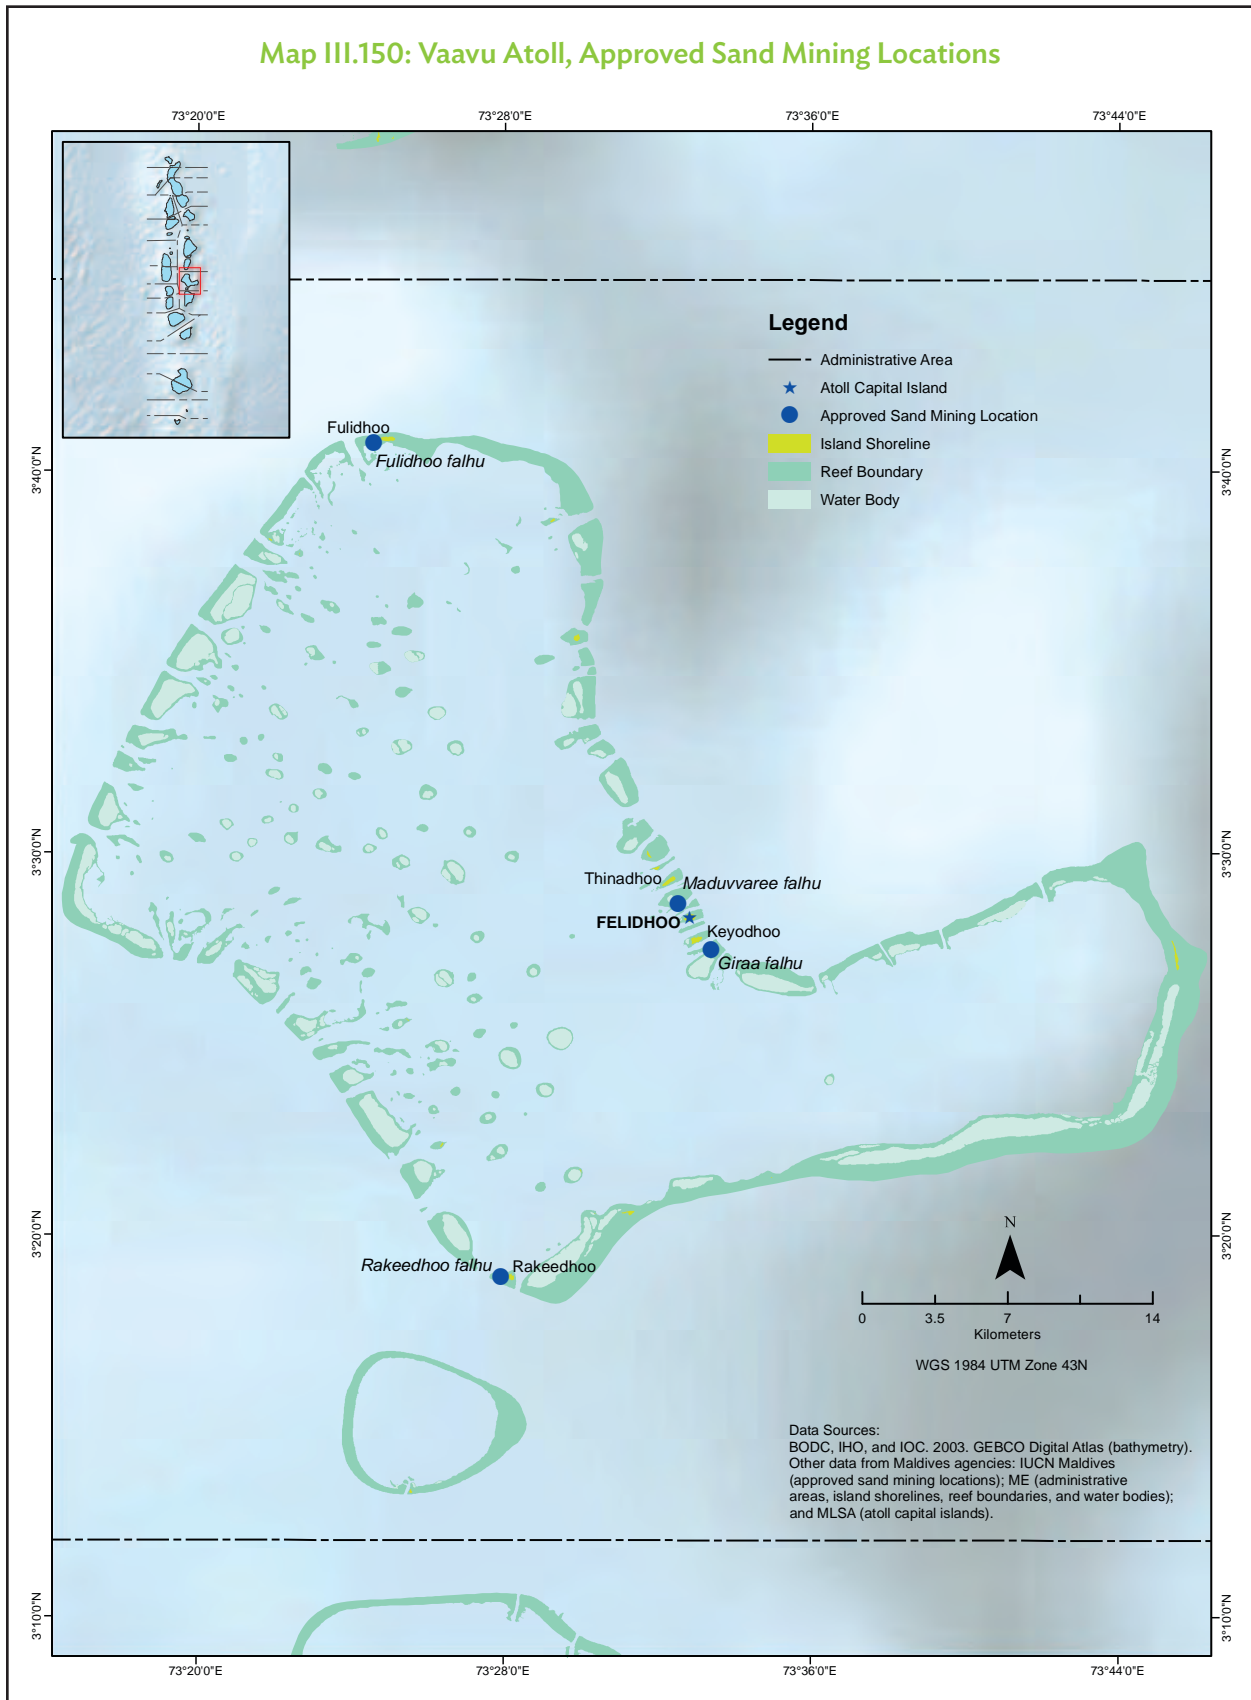 Map III.150: Vaavu Atoll, Approved Sand Mining Locations
73°20'0"E
73°28'0"E
73°36'0"E
73°44'0"E
Legend
Administrative Area
Atoll Capital Island
Approved Sand Mining Location
Island Shoreline
Reef Boundary
Water Body
Fulidhoo
Fulidhoo falhu
3°40'0"N
3°40'0"N
3°30'0"N
3°30'0"N
Thinadhoo
Maduvvaree falhu
FELIDHOO
Keyodhoo
Giraa falhu
3°20'0"N
3°20'0"N
N
Rakeedhoo falhu
Rakeedhoo
0
3.5
7
14
Kilometers
WGS 1984 UTM Zone 43N
Data Sources:
BODC, IHO, and IOC. 2003. GEBCO Digital Atlas (bathymetry).
Other data from Maldives agencies: IUCN Maldives
(approved sand mining locations); ME (administrative
areas, island shorelines, reef boundaries, and water bodies);
and MLSA (atoll capital islands).
3°10'0"N
3°10'0"N
73°20'0"E
73°28'0"E
73°36'0"E
73°44'0"E